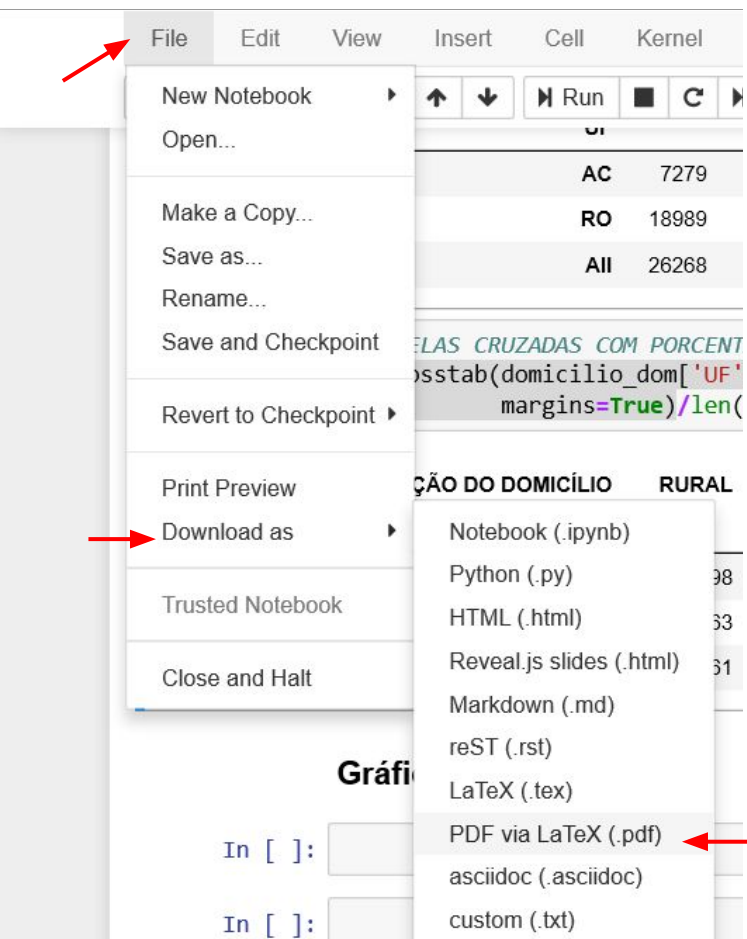 File Edit View Insert Cell Kernel
New Notebook Run
Open...
AC 7279
Make a Copy... RO 18989
Save as... All 26268
Rename...
Save and Checkpoint ELAS CRUZADAS COM PORCENT
osstab(domicilio_dom['UF'
Revert to Checkpoint margins=True)/len(
Print Preview ÇÃO DO DOMICÍLIO RURAL
Download as Notebook (.ipynb)
Python (.py) 98
Trusted Notebook HTML (.html) 63
Reveal.js slides (.html) 61
Close and Halt
Markdown (.md)
reST (.rst)
Gráfi
LaTeX (.tex)
PDF via LaTeX (.pdf)
In [ ]:
asciidoc (.asciidoc)
In [ ]: custom (.txt)